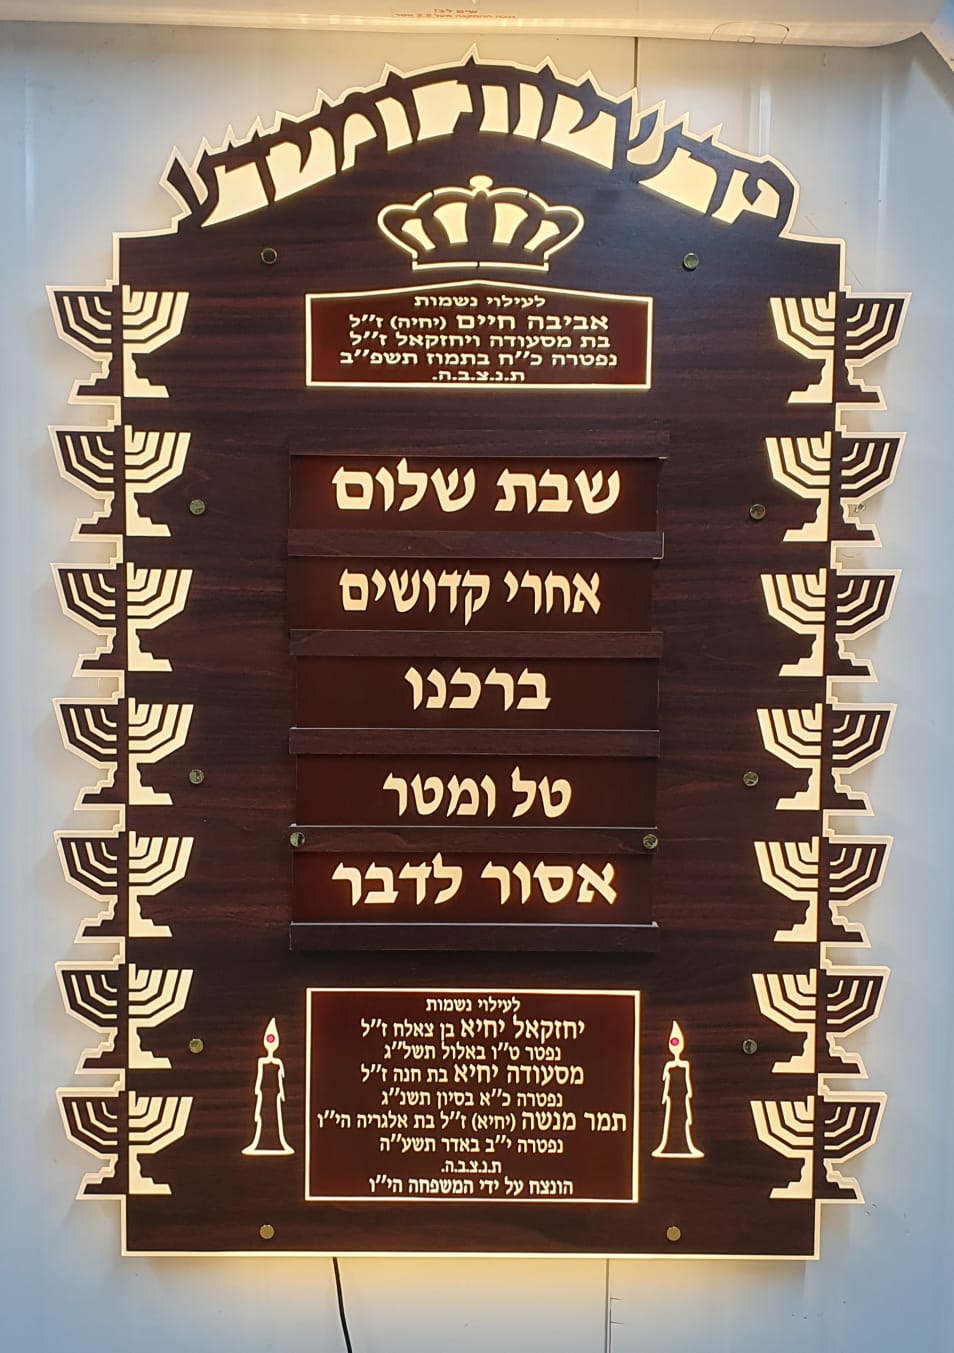 שים לב!
לעילוי נשמות
אביבה חיים (יחיה) ז״ל
בת מסעודה ויחזקאל ז״ל
נפטרה כ״ח בתמוז תשפ״ב
ת.נ.צ.ב.ה.
שבת שלום
אחרי קדושים
ברכנו
טל ומטר
אסור לדבר
לעילוי נשמות
יחזקאל יחיא בן צאלח ז״ל
נפטר ט״ו באלול תשל״ג
מסעודה יחיא בת חנה ז״ל
נפטרה כ״א בסיון תשנ״ג
תמר מנשה (יחיא) ז״ל בת אלגריה הי״ו
נפטרה י״ב באדר תשע״ה
ת.נ.צ.ב.ה.
הונצח על ידי המשפחה הי״ו